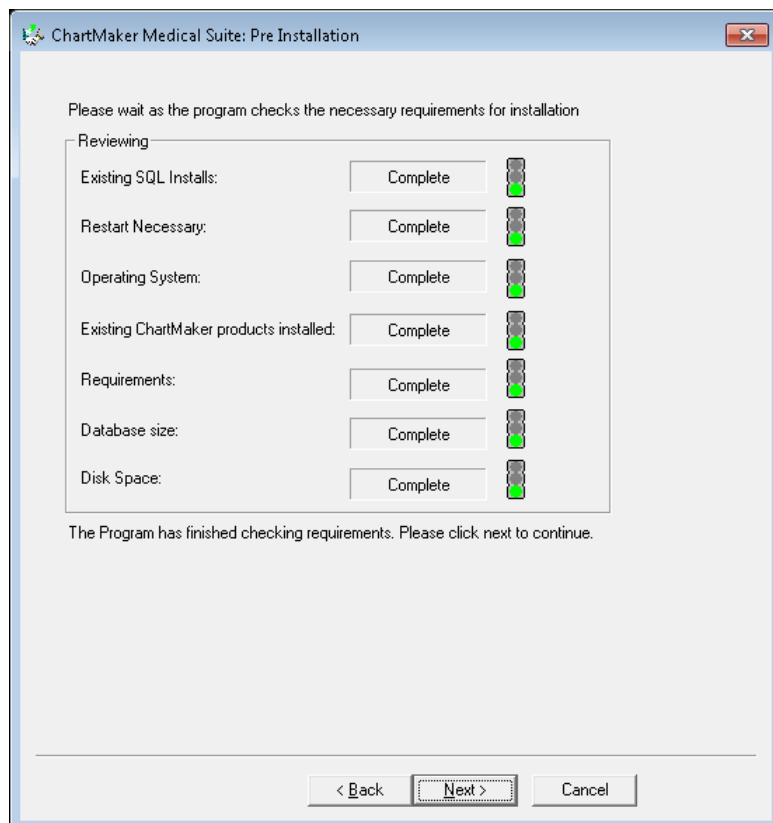 ChartMaker Medical Suite: Pre Installation
Please wait as the program checks the necessary requirements for installation
Reviewing
Existing SQL Installs: Complete
Restart Necessary: Complete
Operating System: Complete
Existing ChartMaker products installed: Complete
Requirements: Complete
Database size: Complete
Disk Space: Complete
The Program has finished checking requirements. Please click next to continue.
< Back Next > Cancel